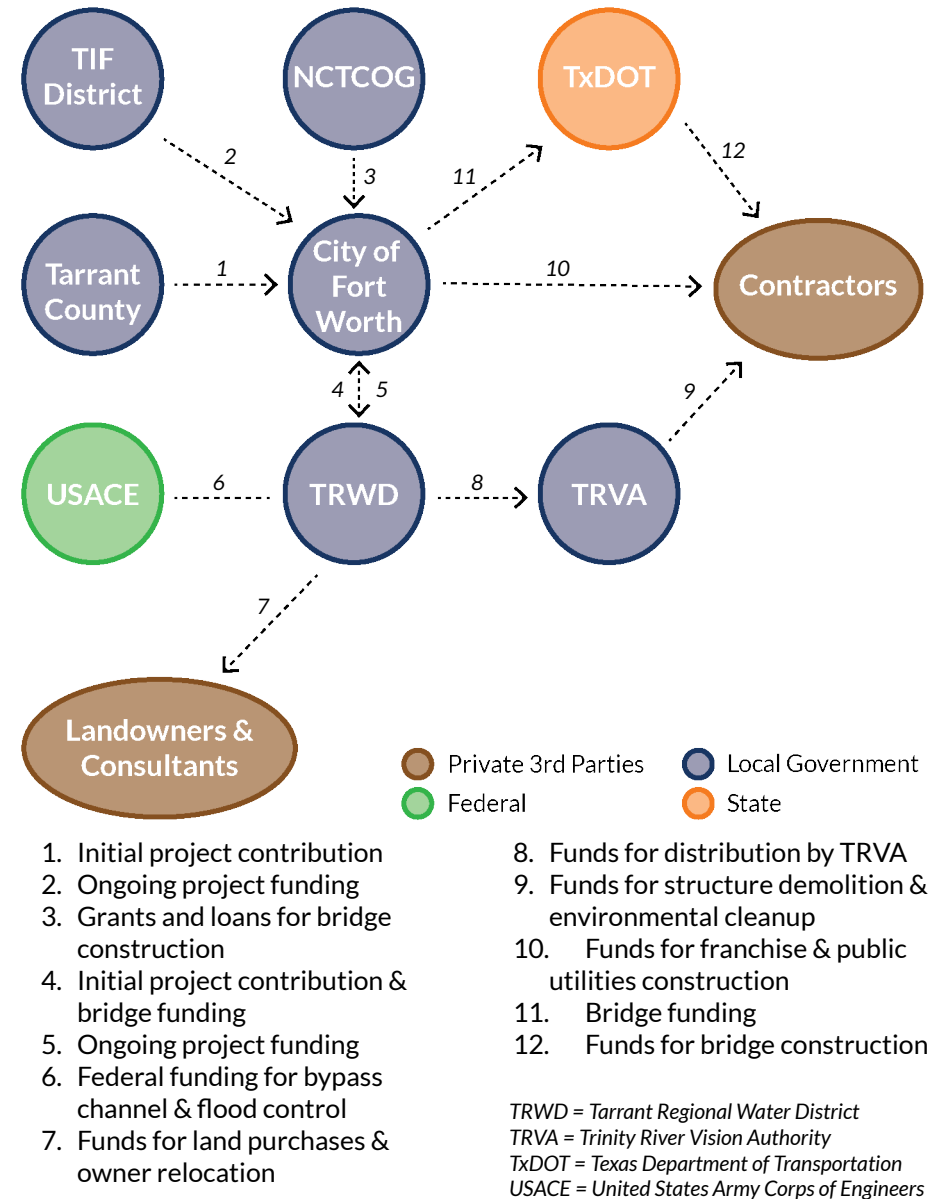 TIF
District
NCTCOG
TxDOT
2
3
11
12
Tarrant
County
1
City of
Fort
Worth
10
Contractors
4
5
9
USACE
6
TRWD
8
TRVA
7
Landowners &
Consultants
Private 3rd Parties
Local Government
Federal
State
1. Initial project contribution
2. Ongoing project funding
3. Grants and loans for bridge
construction
4. Initial project contribution &
bridge funding
5. Ongoing project funding
6. Federal funding for bypass
channel & flood control
7. Funds for land purchases &
owner relocation
8. Funds for distribution by TRVA
9. Funds for structure demolition &
environmental cleanup
10. Funds for franchise & public
utilities construction
11. Bridge funding
12. Funds for bridge construction
TRWD = Tarrant Regional Water District
TRVA = Trinity River Vision Authority
TxDOT = Texas Department of Transportation
USACE = United States Army Corps of Engineers